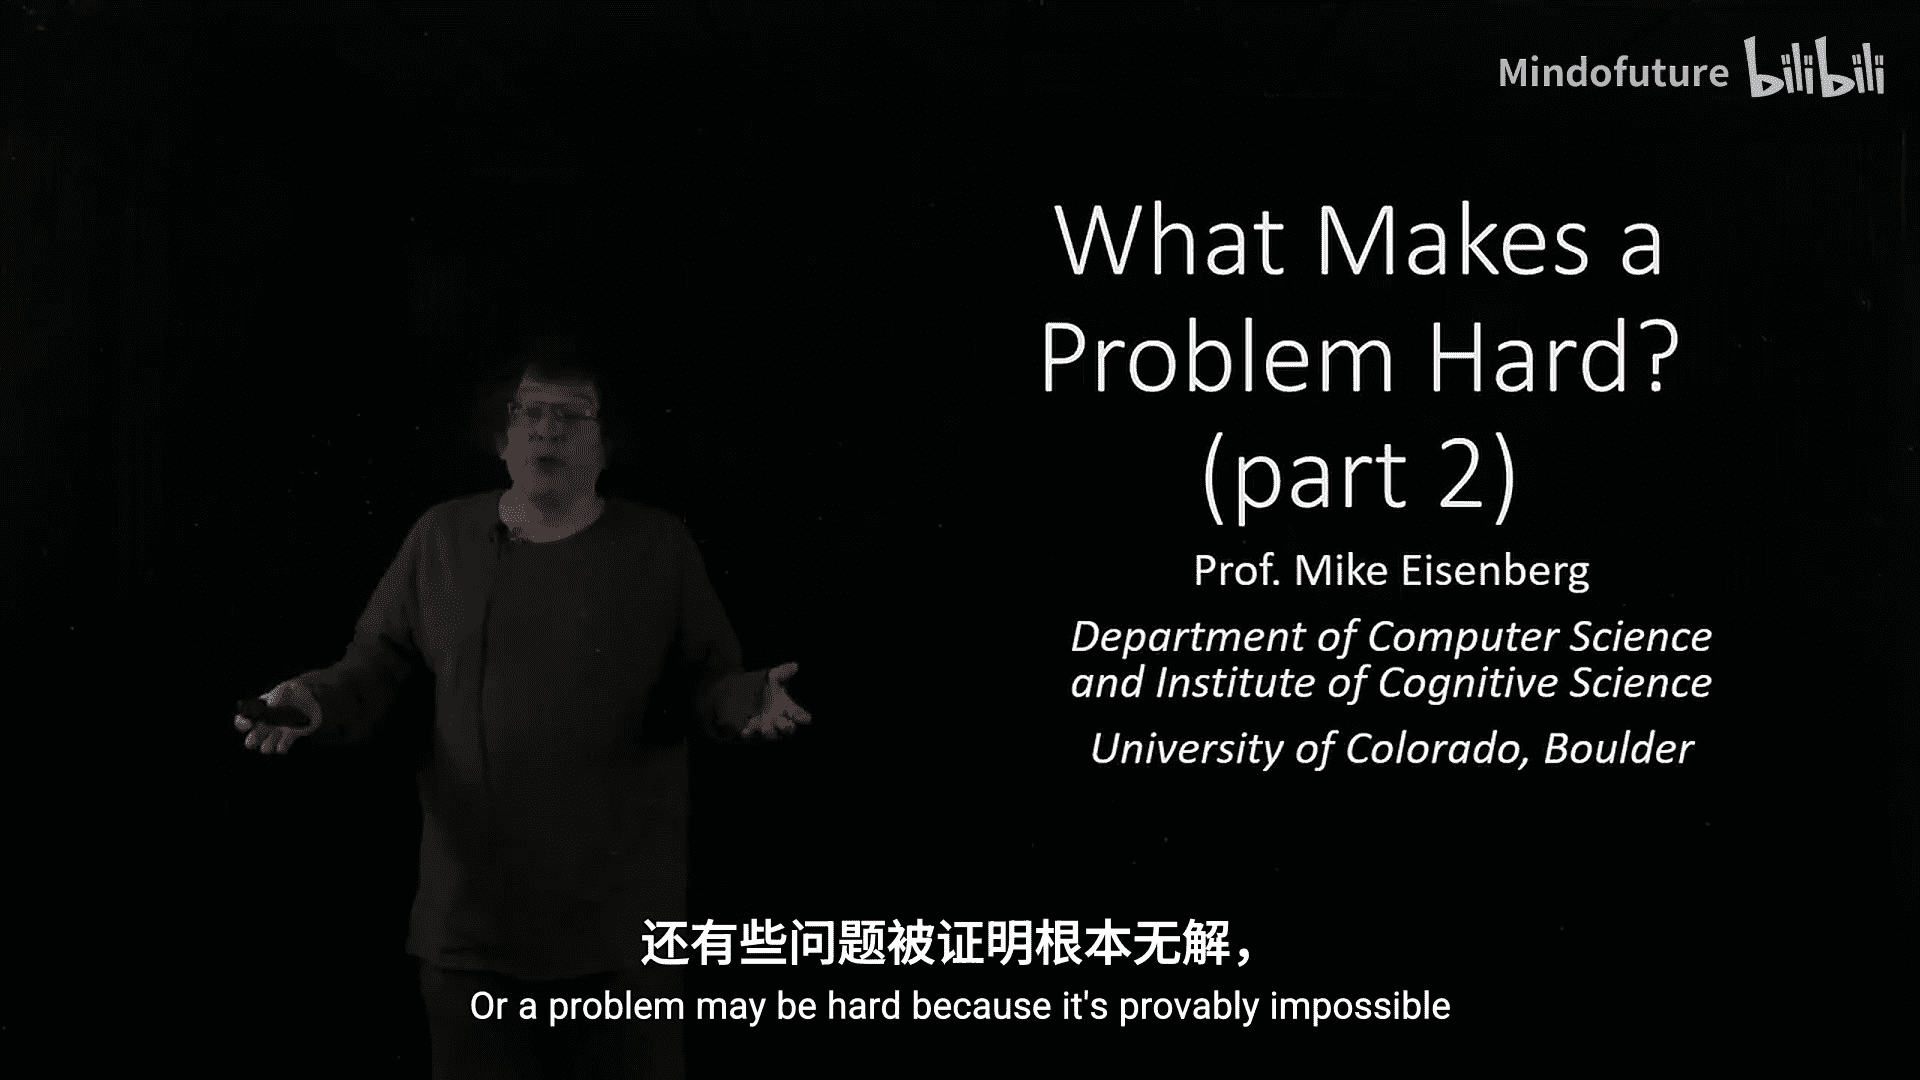 Mindofuture bilibili
What Makes a
Problem Hard?
(part 2)
Prof. Mike Eisenberg
Department of Computer Science
and Institute of Cognitive Science
University of Colorado, Boulder
还有些问题被证明根本无解，
Or a problem may be hard because it's provably impossible